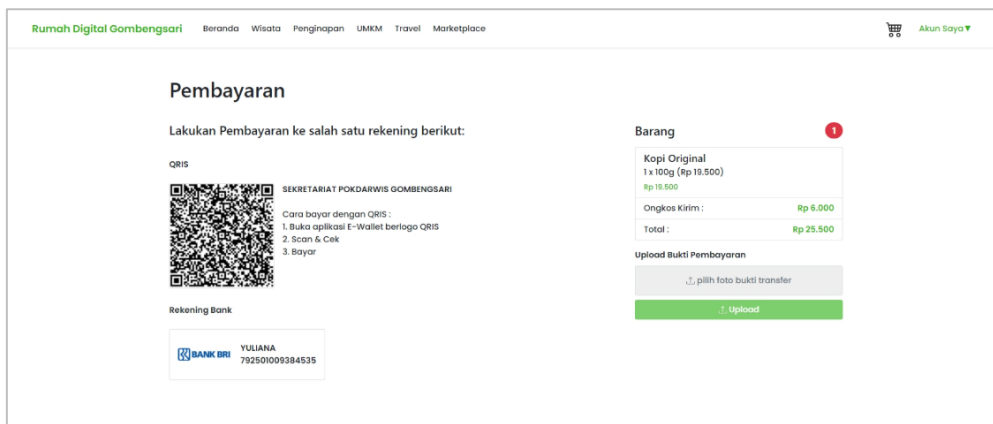 Rumah Digital Gombengsari
Beranda Wisata Penginapan UMKM Travel Marketplace
Akun Saya▼
Pembayaran
Lakukan Pembayaran ke salah satu rekening berikut:
QRIS
SEKRETARIAT POKDARWIS GOMBENGSARI
Cara bayar dengan QRIS :
1. Buka aplikasi E-Wallet berlogo QRIS
2. Scan & Cek
3. Bayar
Rekening Bank
BANK BRI
YULIANA
792501009384535
Barang
1
Kopi Original
1 x 100g (Rp 19.500)
Rp 19.500
Ongkos Kirim : Rp 6.000
Total : Rp 25.500
Upload Bukti Pembayaran
pilih foto bukti transfer
Upload